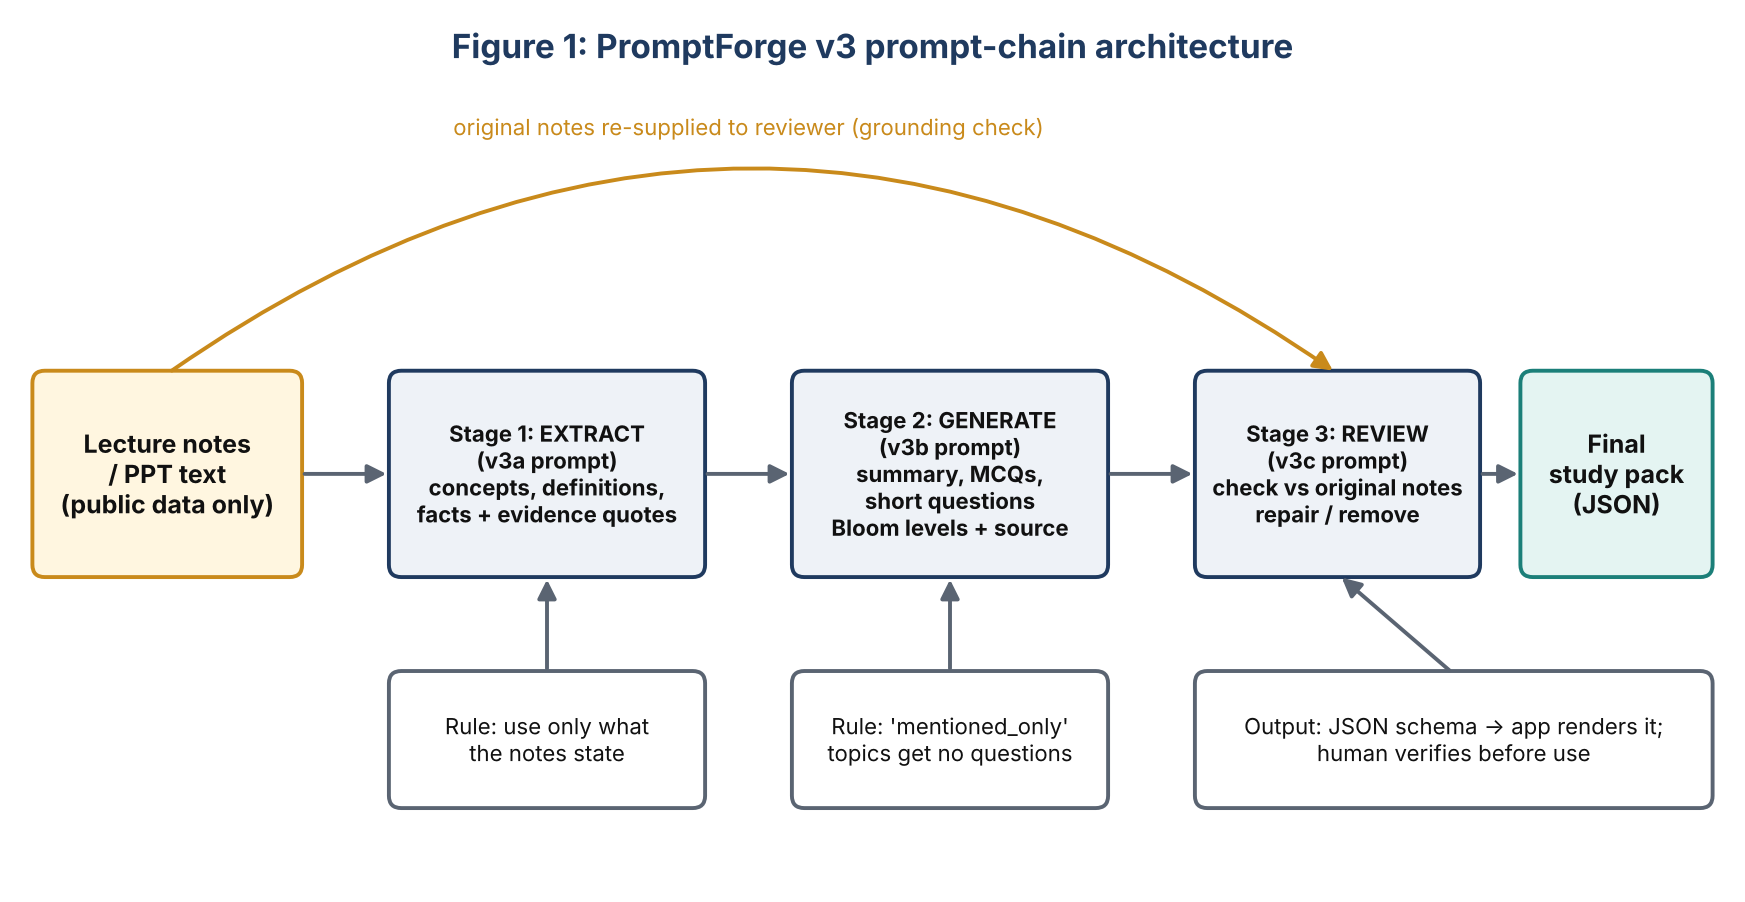 Figure 1: PromptForge v3 prompt-chain architecture
original notes re-supplied to reviewer (grounding check)
Lecture notes
/ PPT text
(public data only)
Stage 1: EXTRACT
(v3a prompt)
concepts, definitions,
facts + evidence quotes
Stage 2: GENERATE
(v3b prompt)
summary, MCQs,
short questions
Bloom levels + source
Stage 3: REVIEW
(v3c prompt)
check vs original notes
repair / remove
Final
study pack
(JSON)
Rule: use only what
the notes state
Rule: 'mentioned_only'
topics get no questions
Output: JSON schema → app renders it;
human verifies before use